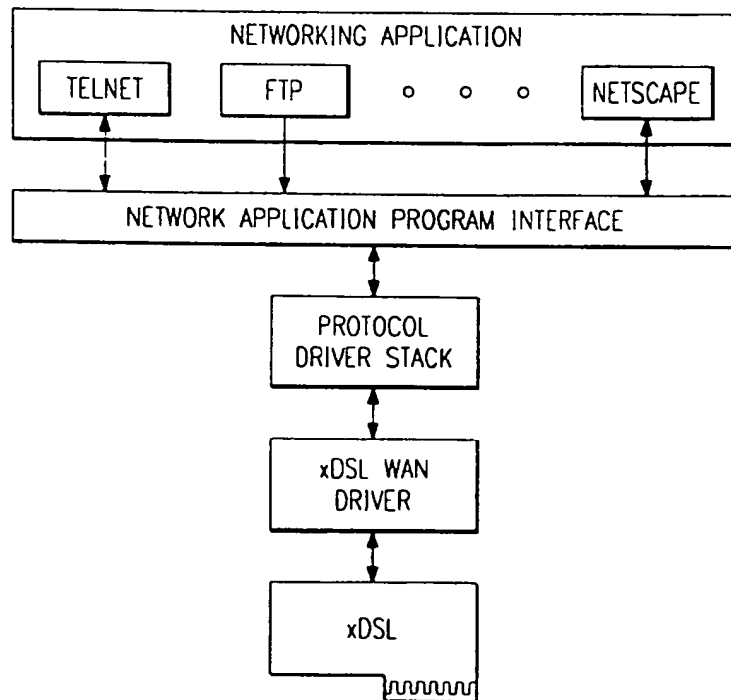 NETWORKING APPLICATION
TELNET
FTP
NETSCAPE
NETWORK APPLICATION PROGRAM INTERFACE
PROTOCOL
DRIVER STACK
xDSL WAN
DRIVER
xDSL